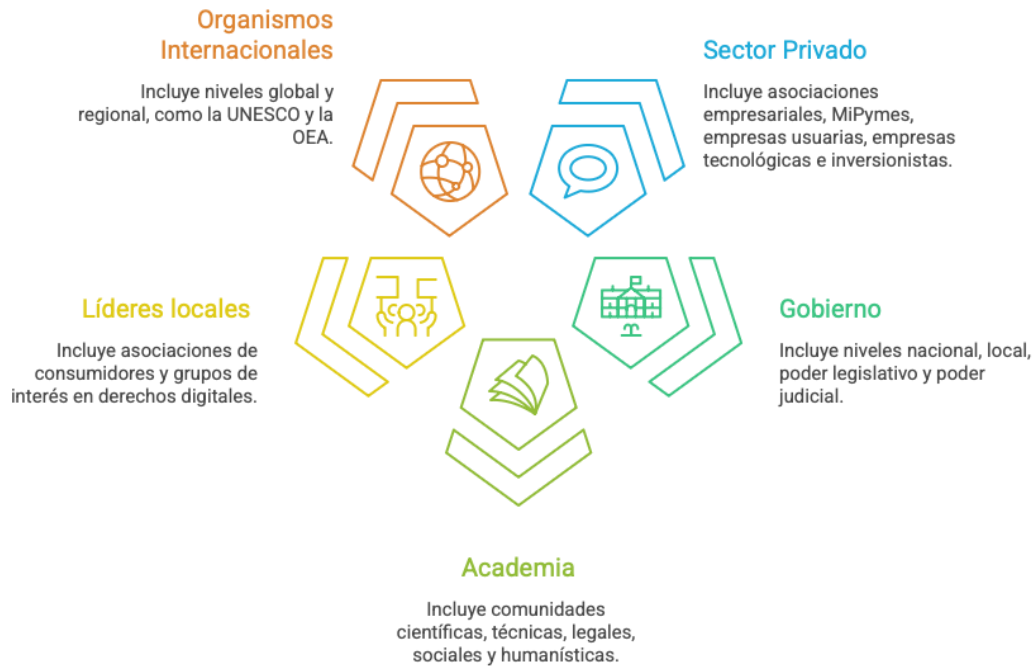 Organismos
Internacionales
Incluye niveles global y
regional, como la UNESCO y la
OEA.
Sector Privado
Incluye asociaciones
empresariales, MiPymes,
empresas usuarias, empresas
tecnológicas e inversionistas.
Líderes locales
Incluye asociaciones de
consumidores y grupos de
interés en derechos digitales.
Gobierno
Incluye niveles nacional, local,
poder legislativo y poder
judicial.
Academia
Incluye comunidades
científicas, técnicas, legales,
sociales y humanísticas.